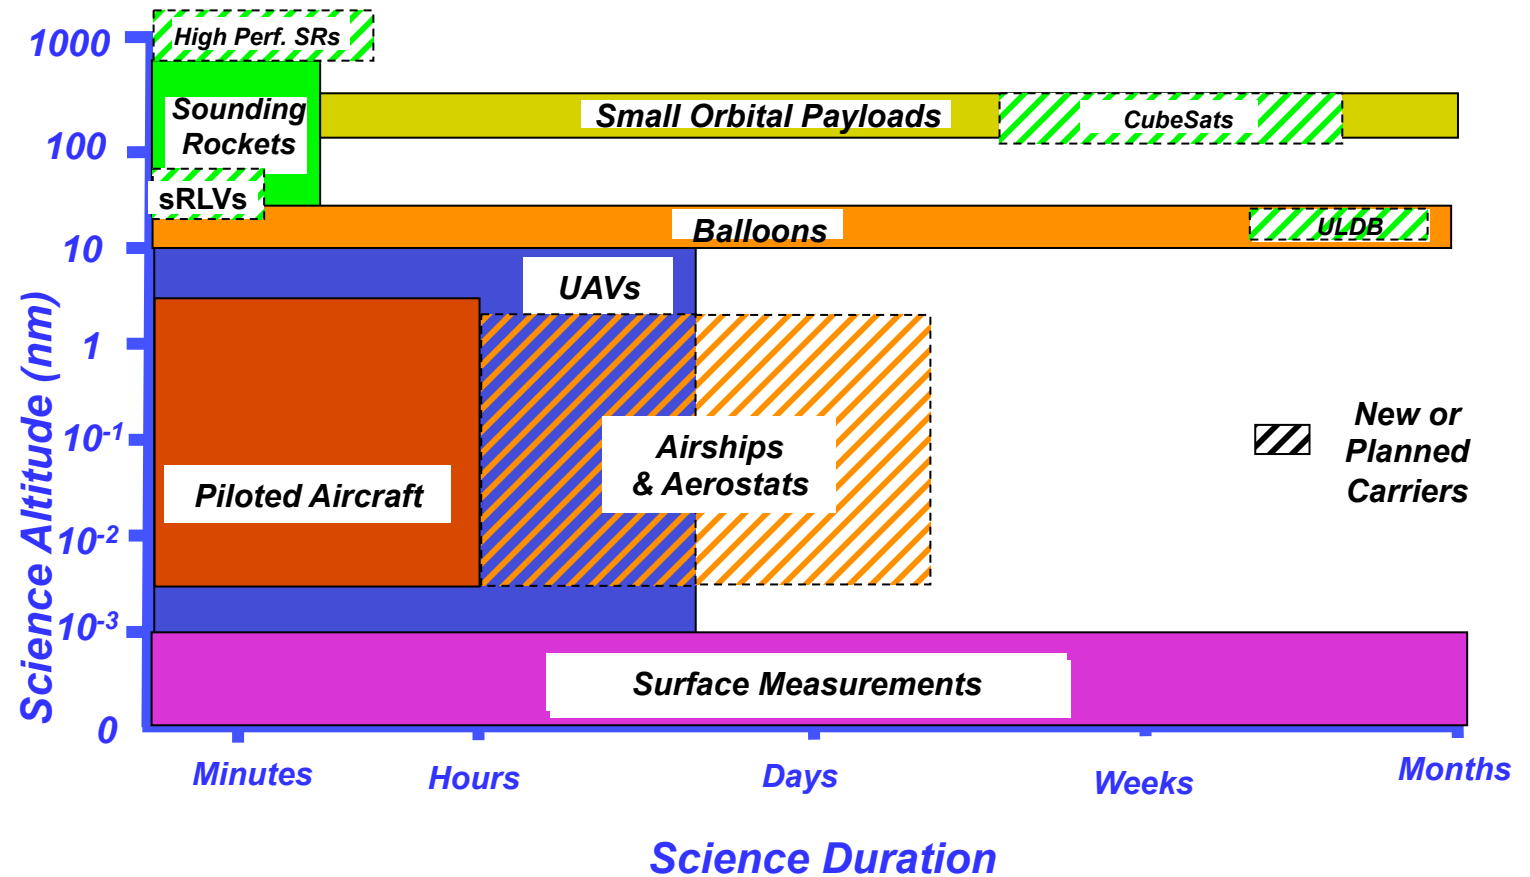 1000
High Perf. SRs
Sounding
Rockets
Small Orbital Payloads
CubeSats
100
sRLVs
Balloons
ULDB
10
UAVs
1
Science Altitude (nm)
10-1
Airships
& Aerostats
New or
Planned
Carriers
Piloted Aircraft
10-2
10-3
Surface Measurements
0
Minutes
Hours
Days
Weeks
Months
Science Duration